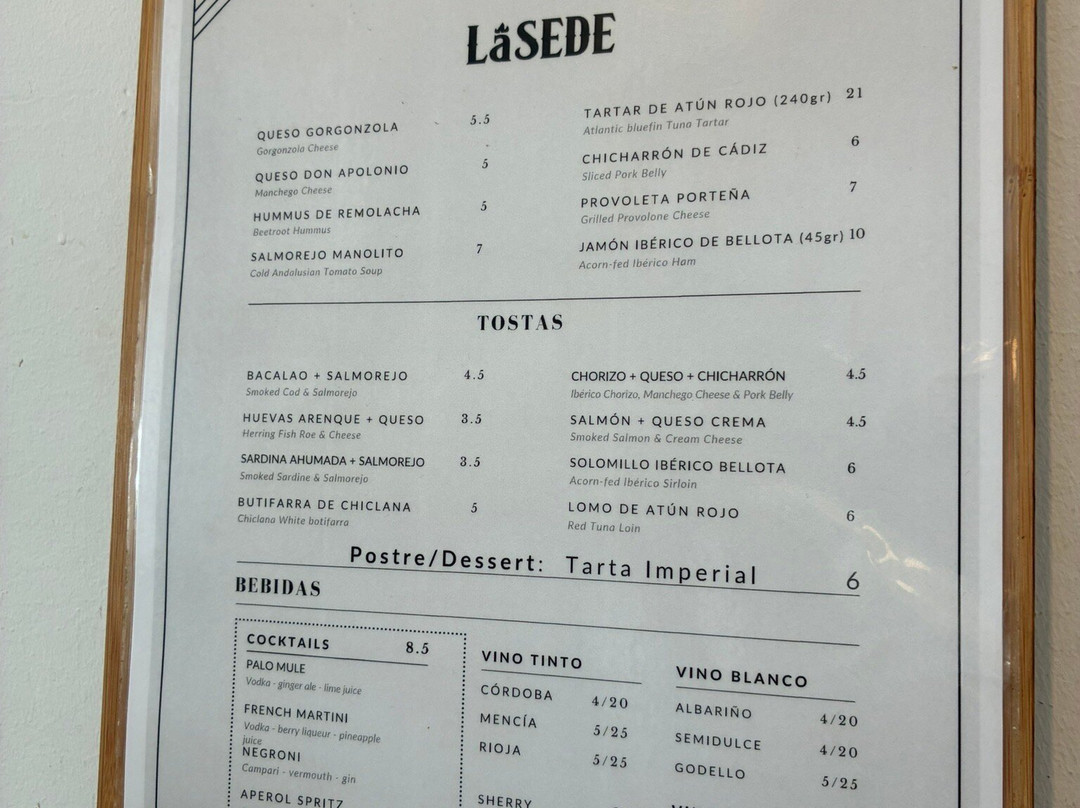 LaSEDE
QUESO GORGONZOLA 5.5
Gorgonzola Cheese
QUESO DON APOLONIO 5
Manchego Cheese
HUMMUS DE REMOLACHA 5
Beetroot Hummus
SALMOREJO MANOLITO 7
Cold Andalusian Tomato Soup
TARTAR DE ATÚN ROJO (240gr) 21
Atlantic bluefin Tuna Tartar
CHICHARRÓN DE CÁDIZ 6
Sliced Pork Belly
PROVOLETA PORTEÑA 7
Grilled Provolone Cheese
JAMÓN IBÉRICO DE BELLOTA (45gr) 10
Acorn-fed Ibérico Ham
TOSTAS
BACALAO + SALMOREJO 4.5
Smoked Cod & Salmorejo
HUEVAS ARENQUE + QUESO 3.5
Herring Fish Roe & Cheese
SARDINA AHUMADA + SALMOREJO 3.5
Smoked Sardine & Salmorejo
BUTIFARRA DE CHICLANA 5
Chiclana White botifarra
CHORIZO + QUESO + CHICHARRÓN 4.5
Ibérico Chorizo, Manchego Cheese & Pork Belly
SALMÓN + QUESO CREMA 4.5
Smoked Salmon & Cream Cheese
SOLOMILLO IBÉRICO BELLOTA 6
Acorn-fed Ibérico Sirloin
LOMO DE ATÚN ROJO 6
Red Tuna Loin
Postre/Dessert: Tarta Imperial 6
BEBIDAS
COCKTAILS 8.5
PALO MULE
Vodka - ginger ale - lime juice
FRENCH MARTINI
Vodka - berry liqueur - pineapple
juice
NEGRONI
Campari - vermouth - gin
APEROL SPRITZ
VINO TINTO
CÓRDOBA 4/20
MENCÍA 5/25
RIOJA 5/25
SHERRY
VINO BLANCO
ALBARIÑO 4/20
SEMIDULCE 4/20
GODELLO 5/25